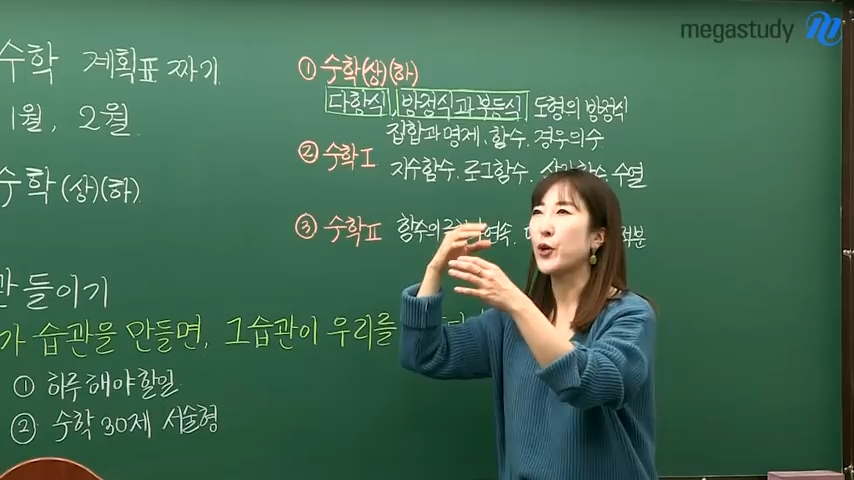 megastudy
수학 계획표 짜기
1월, 2월
수학(상)(하)
관 들이기
가 습관을 만들면, 그습관이 우리를
① 하루 해야할일
② 수학 30제 서술형
① 수학(상)(하)
다항식, 방정식과부등식 도형의 방정식
집합과 명제, 함수, 경우의수
② 수학I
지수함수, 로그함수, 수열
③ 수학II
함수의 연속, 적분